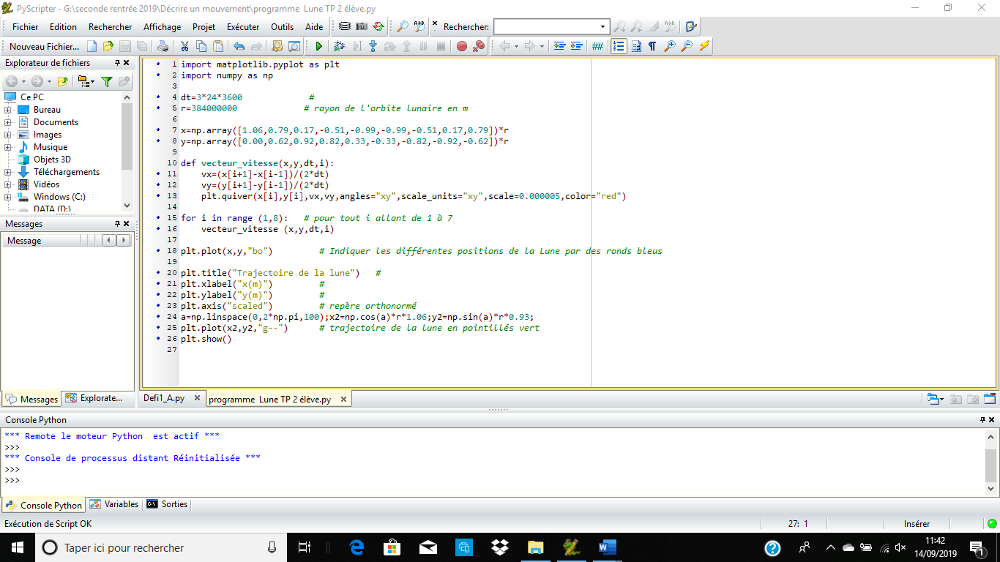 PyScripter - G:\seconde rentrée 2019\Décrire un mouvement\programme  Lune TP 2 élève.py
Fichier Edition Rechercher Affichage Projet Exécuter Outils Aide Rechercher:
Nouveau Fichier...
Explorateur de fichiers
Ce PC
Bureau
Documents
Images
Musique
Objets 3D
Téléchargements
Vidéos
Windows (C:)
DATA (D:)
Messages
Message
Messages Explorate...
1 import matplotlib.pyplot as plt
2 import numpy as np
3
4 dt=3*24*3600             #
5 r=384000000             # rayon de l'orbite lunaire en m
6
7 x=np.array([1.06,0.79,0.17,-0.51,-0.99,-0.99,-0.51,0.17,0.79])*r
8 y=np.array([0.00,0.62,0.92,0.82,0.33,-0.33,-0.82,-0.92,-0.62])*r
9
10 def vecteur_vitesse(x,y,dt,i):
11     vx=(x[i+1]-x[i-1])/(2*dt)
12     vy=(y[i+1]-y[i-1])/(2*dt)
13     plt.quiver(x[i],y[i],vx,vy,angles="xy",scale_units="xy",scale=0.000005,color="red")
14
15 for i in range (1,8):   # pour tout i allant de 1 à 7
16     vecteur_vitesse (x,y,dt,i)
17
18 plt.plot(x,y,"bo")         # Indiquer les différentes positions de la Lune par des ronds bleus
19
20 plt.title("Trajectoire de la lune")   #
21 plt.xlabel("x(m)")         #
22 plt.ylabel("y(m)")         #
23 plt.axis("scaled")         # repère orthonormé
24 a=np.linspace(0,2*np.pi,100);x2=np.cos(a)*r*1.06;y2=np.sin(a)*r*0.93;
25 plt.plot(x2,y2,"g--")      # trajectoire de la lune en pointillés vert
26 plt.show()
27
Defi1_A.py programme  Lune TP 2 élève.py
Console Python
*** Remote le moteur Python  est actif ***
>>>
*** Console de processus distant Réinitialisée ***
>>>
>>>
Console Python Variables Sorties
Exécution de Script OK 27: 1 Insérer
Taper ici pour rechercher
11:42
14/09/2019
1